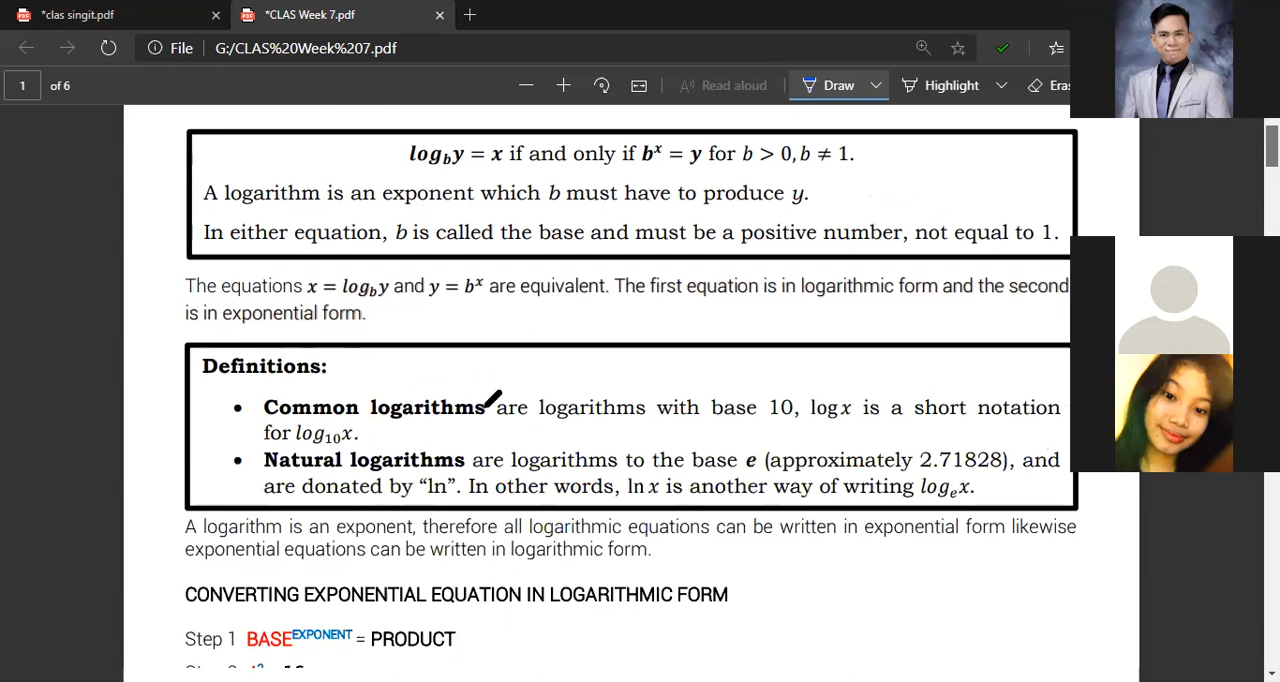 *clas singit.pdf
*CLAS Week 7.pdf
File G:/CLAS%20Week%207.pdf
1 of 6 Read aloud Draw Highlight Eras
log_b y = x if and only if b^x = y for b > 0, b ≠ 1.
A logarithm is an exponent which b must have to produce y.
In either equation, b is called the base and must be a positive number, not equal to 1.
The equations x = log_b y and y = b^x are equivalent. The first equation is in logarithmic form and the second
is in exponential form.
Definitions:
• Common logarithms are logarithms with base 10, log x is a short notation
for log₁₀x.
• Natural logarithms are logarithms to the base e (approximately 2.71828), and
are donated by “ln”. In other words, ln x is another way of writing logₑx.
A logarithm is an exponent, therefore all logarithmic equations can be written in exponential form likewise
exponential equations can be written in logarithmic form.
CONVERTING EXPONENTIAL EQUATION IN LOGARITHMIC FORM
Step 1 BASE^EXPONENT = PRODUCT